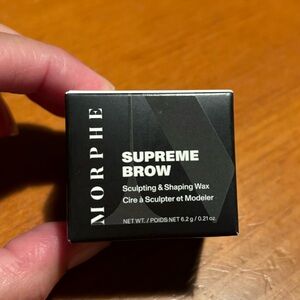 MORPHE
SUPREME
BROW
Sculpting & Shaping Wax
Cire à Sculpter et Modeler
NET WT. / POIDS NET 6.2 g / 0.21 oz